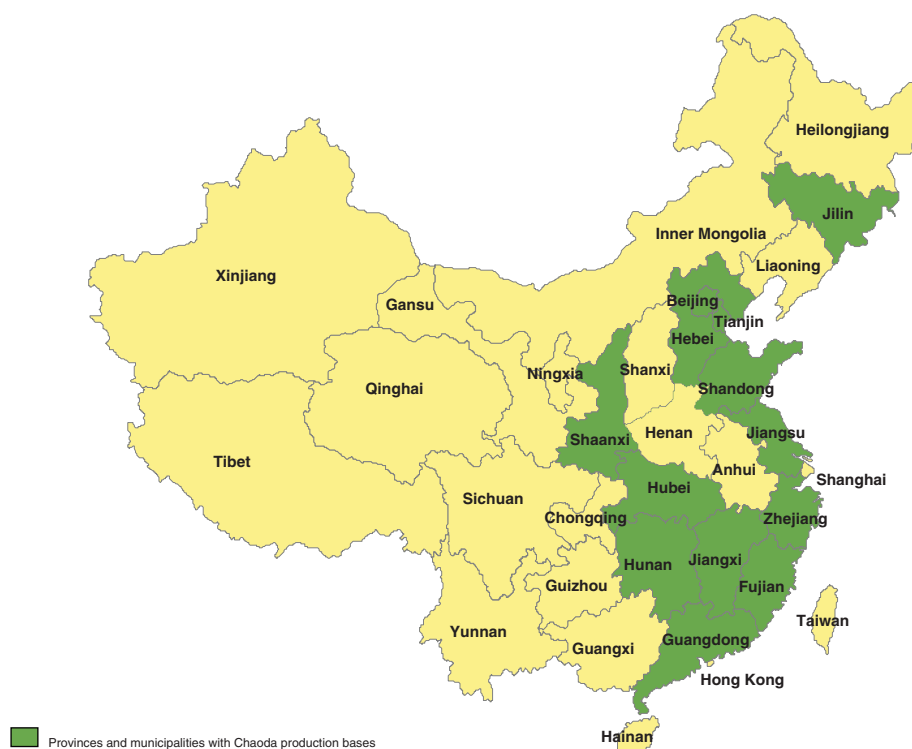 Heilongjiang
Jilin
Inner Mongolia
Liaoning
Xinjiang
Gansu
Beijing
Tianjin
Hebei
Ningxia
Shanxi
Qinghai
Shandong
Shaanxi
Henan
Jiangsu
Tibet
Anhui
Shanghai
Sichuan
Hubei
Chongqing
Zhejiang
Hunan
Jiangxi
Guizhou
Fujian
Taiwan
Yunnan
Guangxi
Guangdong
Hong Kong
Hainan
Provinces and municipalities with Chaoda production bases